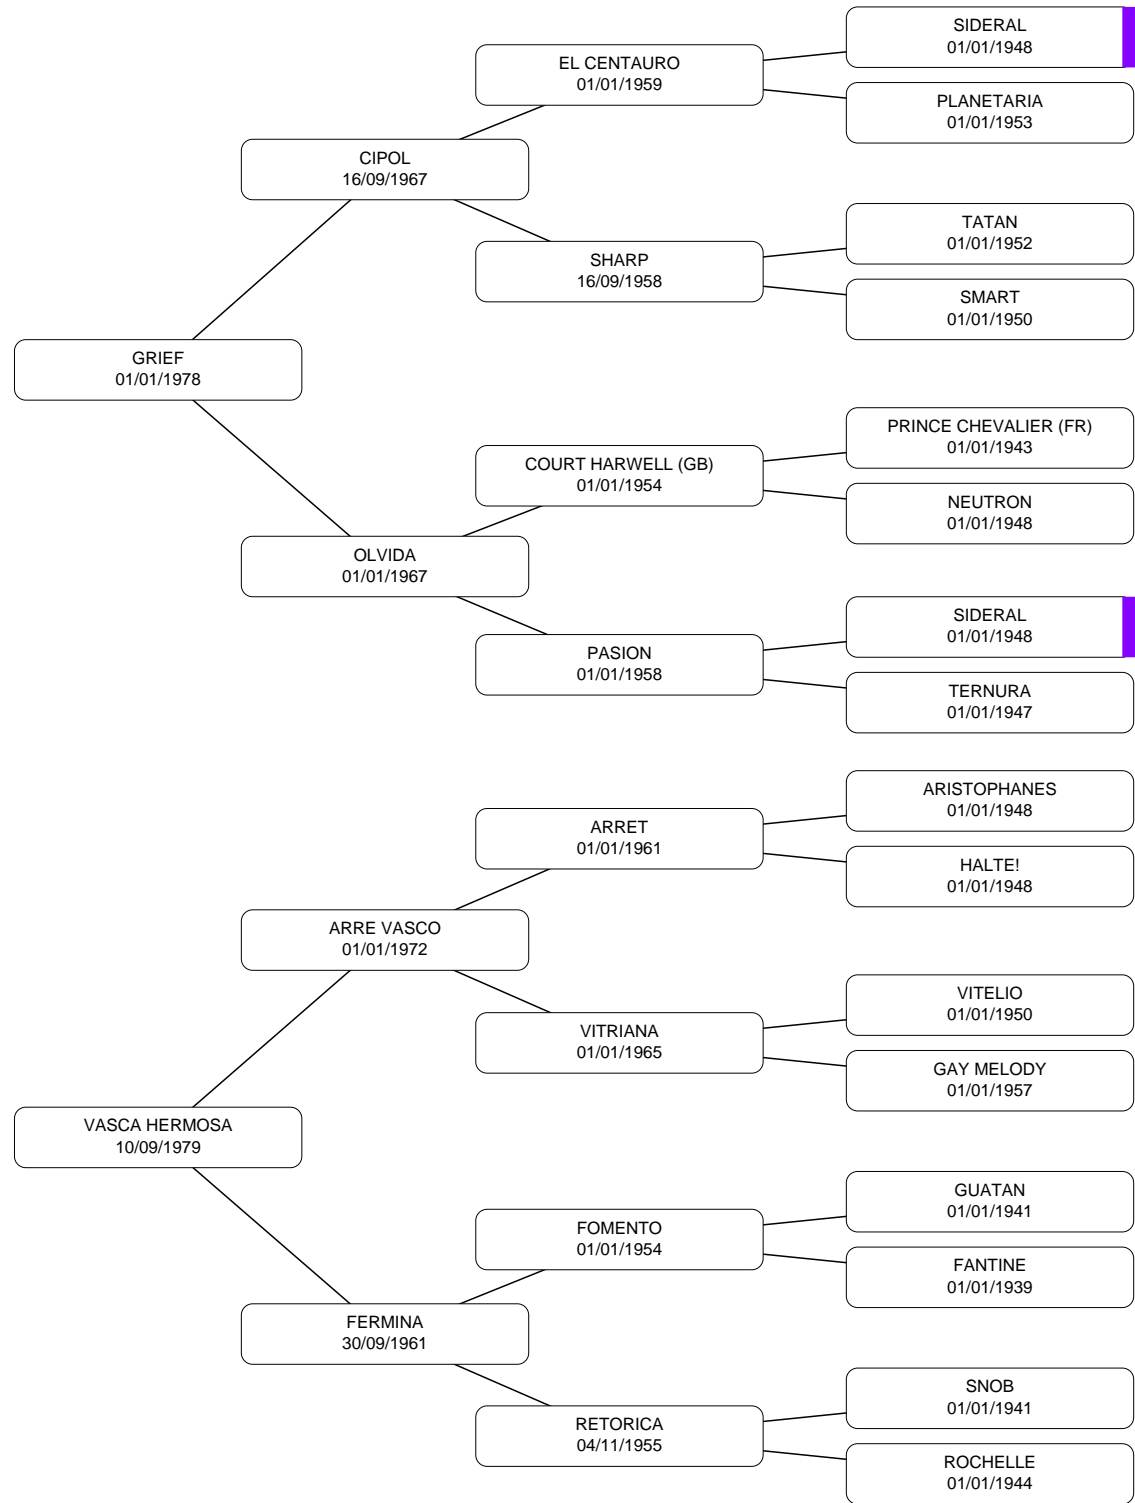 SIDERAL
01/01/1948
EL CENTAURO
01/01/1959
PLANETARIA
01/01/1953
CIPOL
16/09/1967
TATAN
01/01/1952
SHARP
16/09/1958
SMART
01/01/1950
GRIEF
01/01/1978
PRINCE CHEVALIER (FR)
01/01/1943
COURT HARWELL (GB)
01/01/1954
NEUTRON
01/01/1948
OLVIDA
01/01/1967
SIDERAL
01/01/1948
PASION
01/01/1958
TERNURA
01/01/1947
ARISTOPHANES
01/01/1948
ARRET
01/01/1961
HALTE!
01/01/1948
ARRE VASCO
01/01/1972
VITELIO
01/01/1950
VITRIANA
01/01/1965
GAY MELODY
01/01/1957
VASCA HERMOSA
10/09/1979
GUATAN
01/01/1941
FOMENTO
01/01/1954
FANTINE
01/01/1939
FERMINA
30/09/1961
SNOB
01/01/1941
RETORICA
04/11/1955
ROCHELLE
01/01/1944